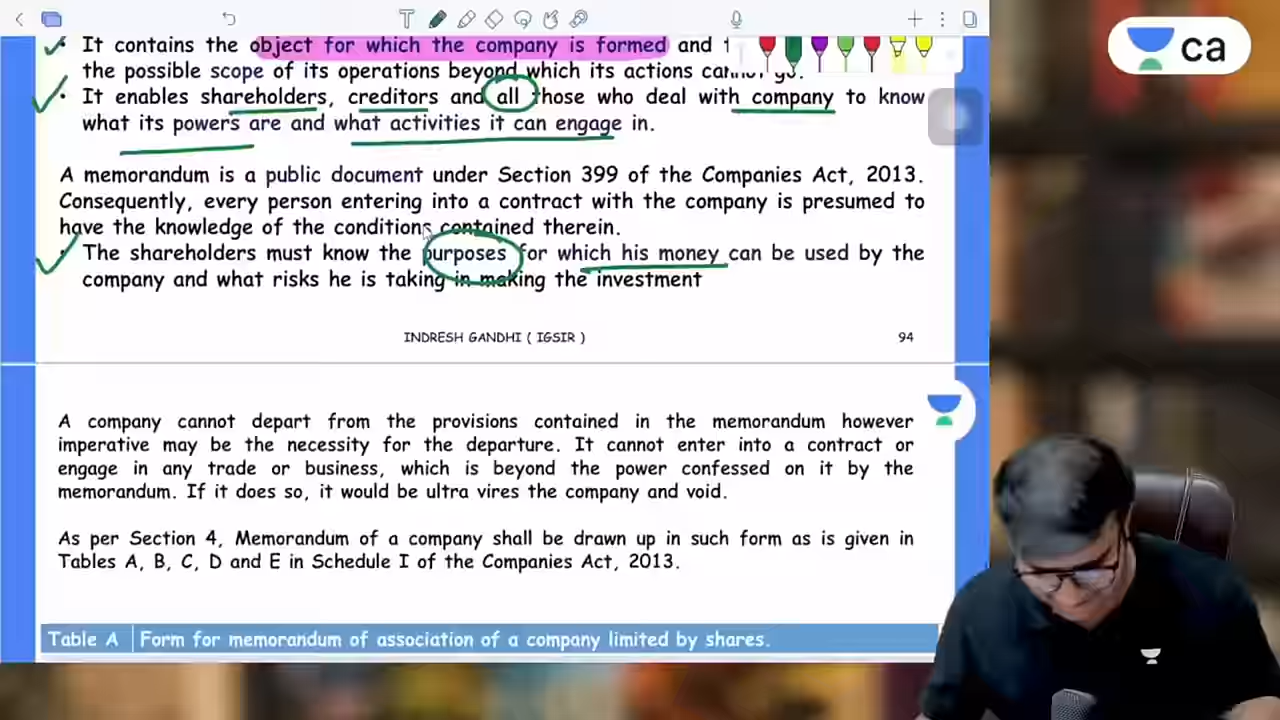 It contains the object for which the company is formed and
the possible scope of its operations beyond which its actions cannot go.
ca
• It enables shareholders, creditors and all those who deal with company to know
what its powers are and what activities it can engage in.
A memorandum is a public document under Section 399 of the Companies Act, 2013.
Consequently, every person entering into a contract with the company is presumed to
have the knowledge of the conditions contained therein.
• The shareholders must know the purposes for which his money can be used by the
company and what risks he is taking in making the investment
INDRESH GANDHI ( IGSIR ) 94
A company cannot depart from the provisions contained in the memorandum however
imperative may be the necessity for the departure. It cannot enter into a contract or
engage in any trade or business, which is beyond the power confessed on it by the
memorandum. If it does so, it would be ultra vires the company and void.
As per Section 4, Memorandum of a company shall be drawn up in such form as is given in
Tables A, B, C, D and E in Schedule I of the Companies Act, 2013.
Table A Form for memorandum of association of a company limited by shares.